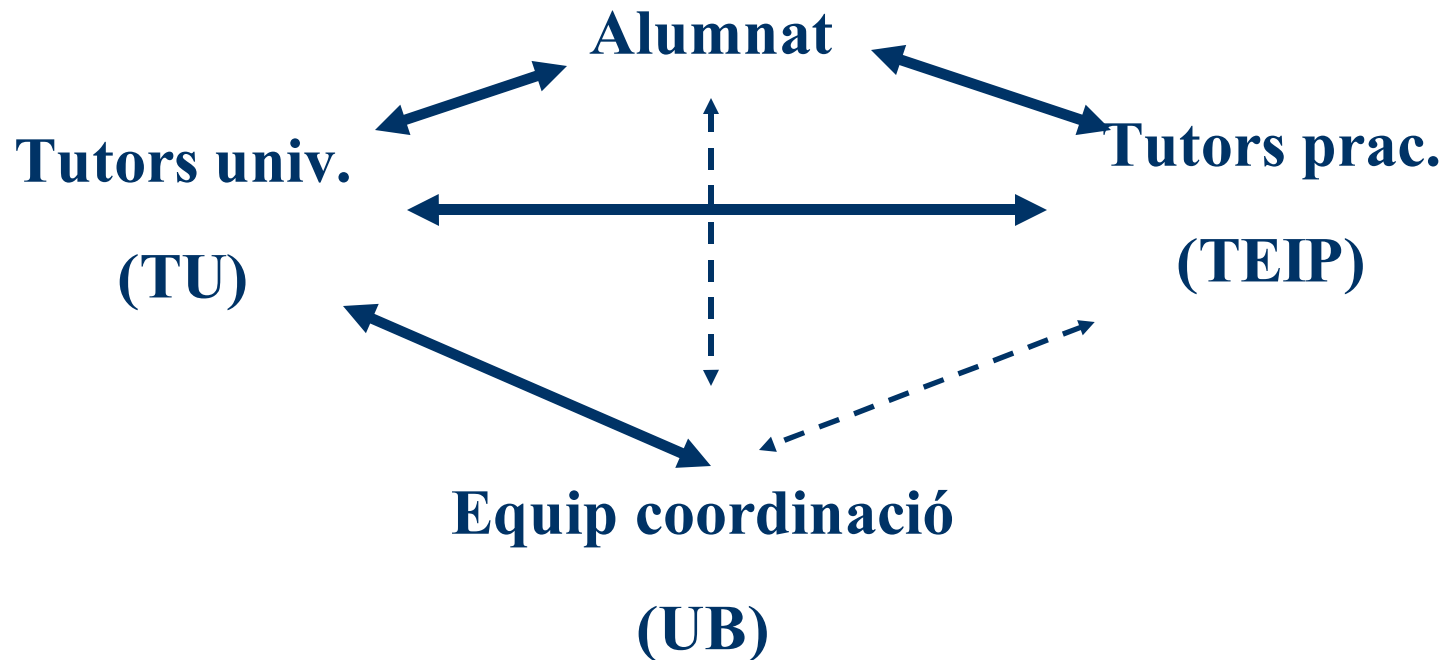 Alumnat
Tutors univ.
(TU)
Tutors prac.
(TEIP)
Equip coordinació
(UB)